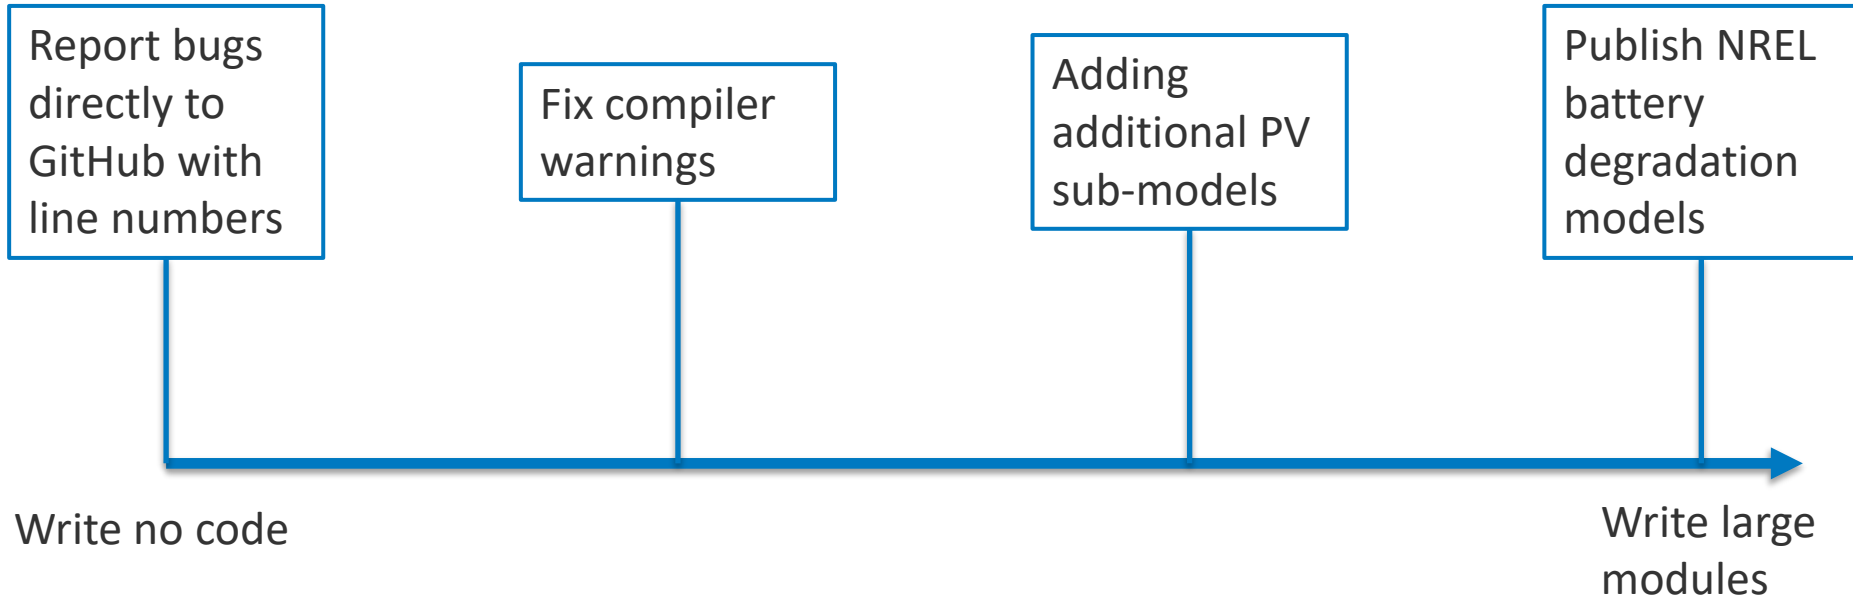 Report bugs
directly to
GitHub with
line numbers
Fix compiler
warnings
Adding
additional PV
sub-models
Publish NREL
battery
degradation
models
Write no code
Write large
modules